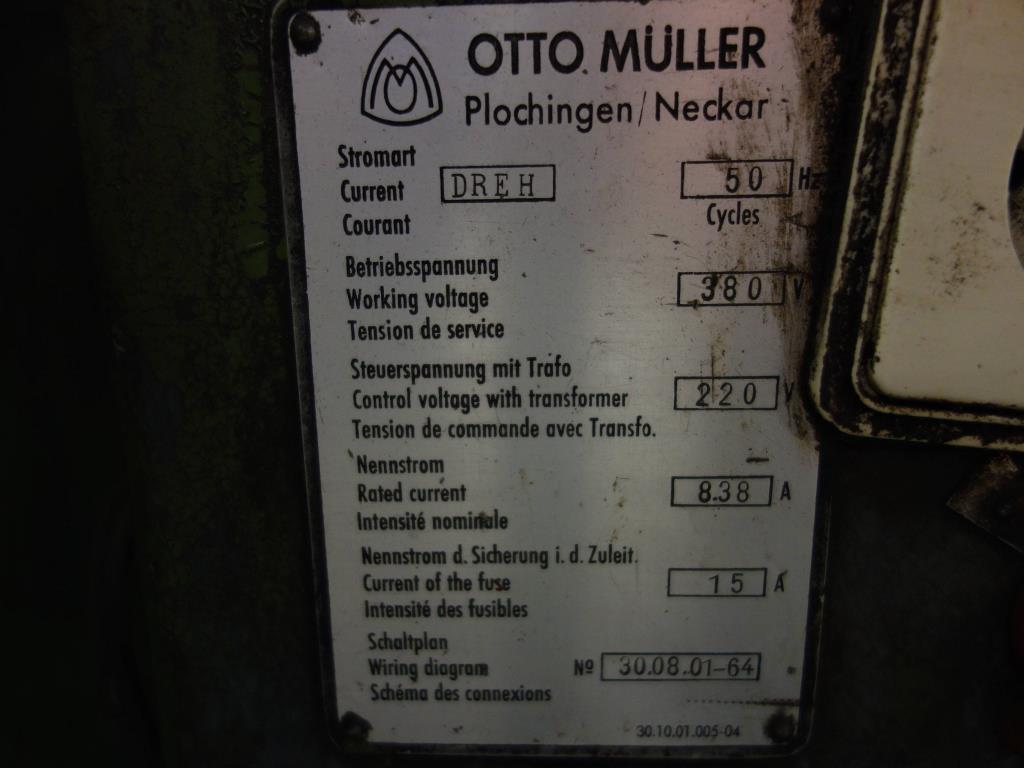 OTTO MÜLLER
Plochingen/Neckar
Stromart
Current DREH 50 Hz
Courant Cycles
Betriebsspannung
Working voltage 380 V
Tension de service
Steuerspannung mit Trafo
Control voltage with transformer 220 V
Tension de commande avec Transfo.
Nennstrom
Rated current 8.38 A
Intensité nominale
Nennstrom d. Sicherung i. d. Zuleit.
Current of the fuse 15 A
Intensité des fusibles
Schaltplan
Wiring diagram Nº 30.08.01-64
Schéma des connexions
30.10.01.005-04